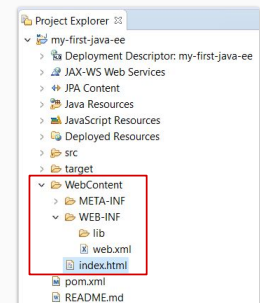 Project Explorer
my-first-java-ee
Deployment Descriptor: my-first-java-ee
JAX-WS Web Services
JPA Content
Java Resources
JavaScript Resources
Deployed Resources
src
target
WebContent
META-INF
WEB-INF
lib
web.xml
index.html
pom.xml
README.md